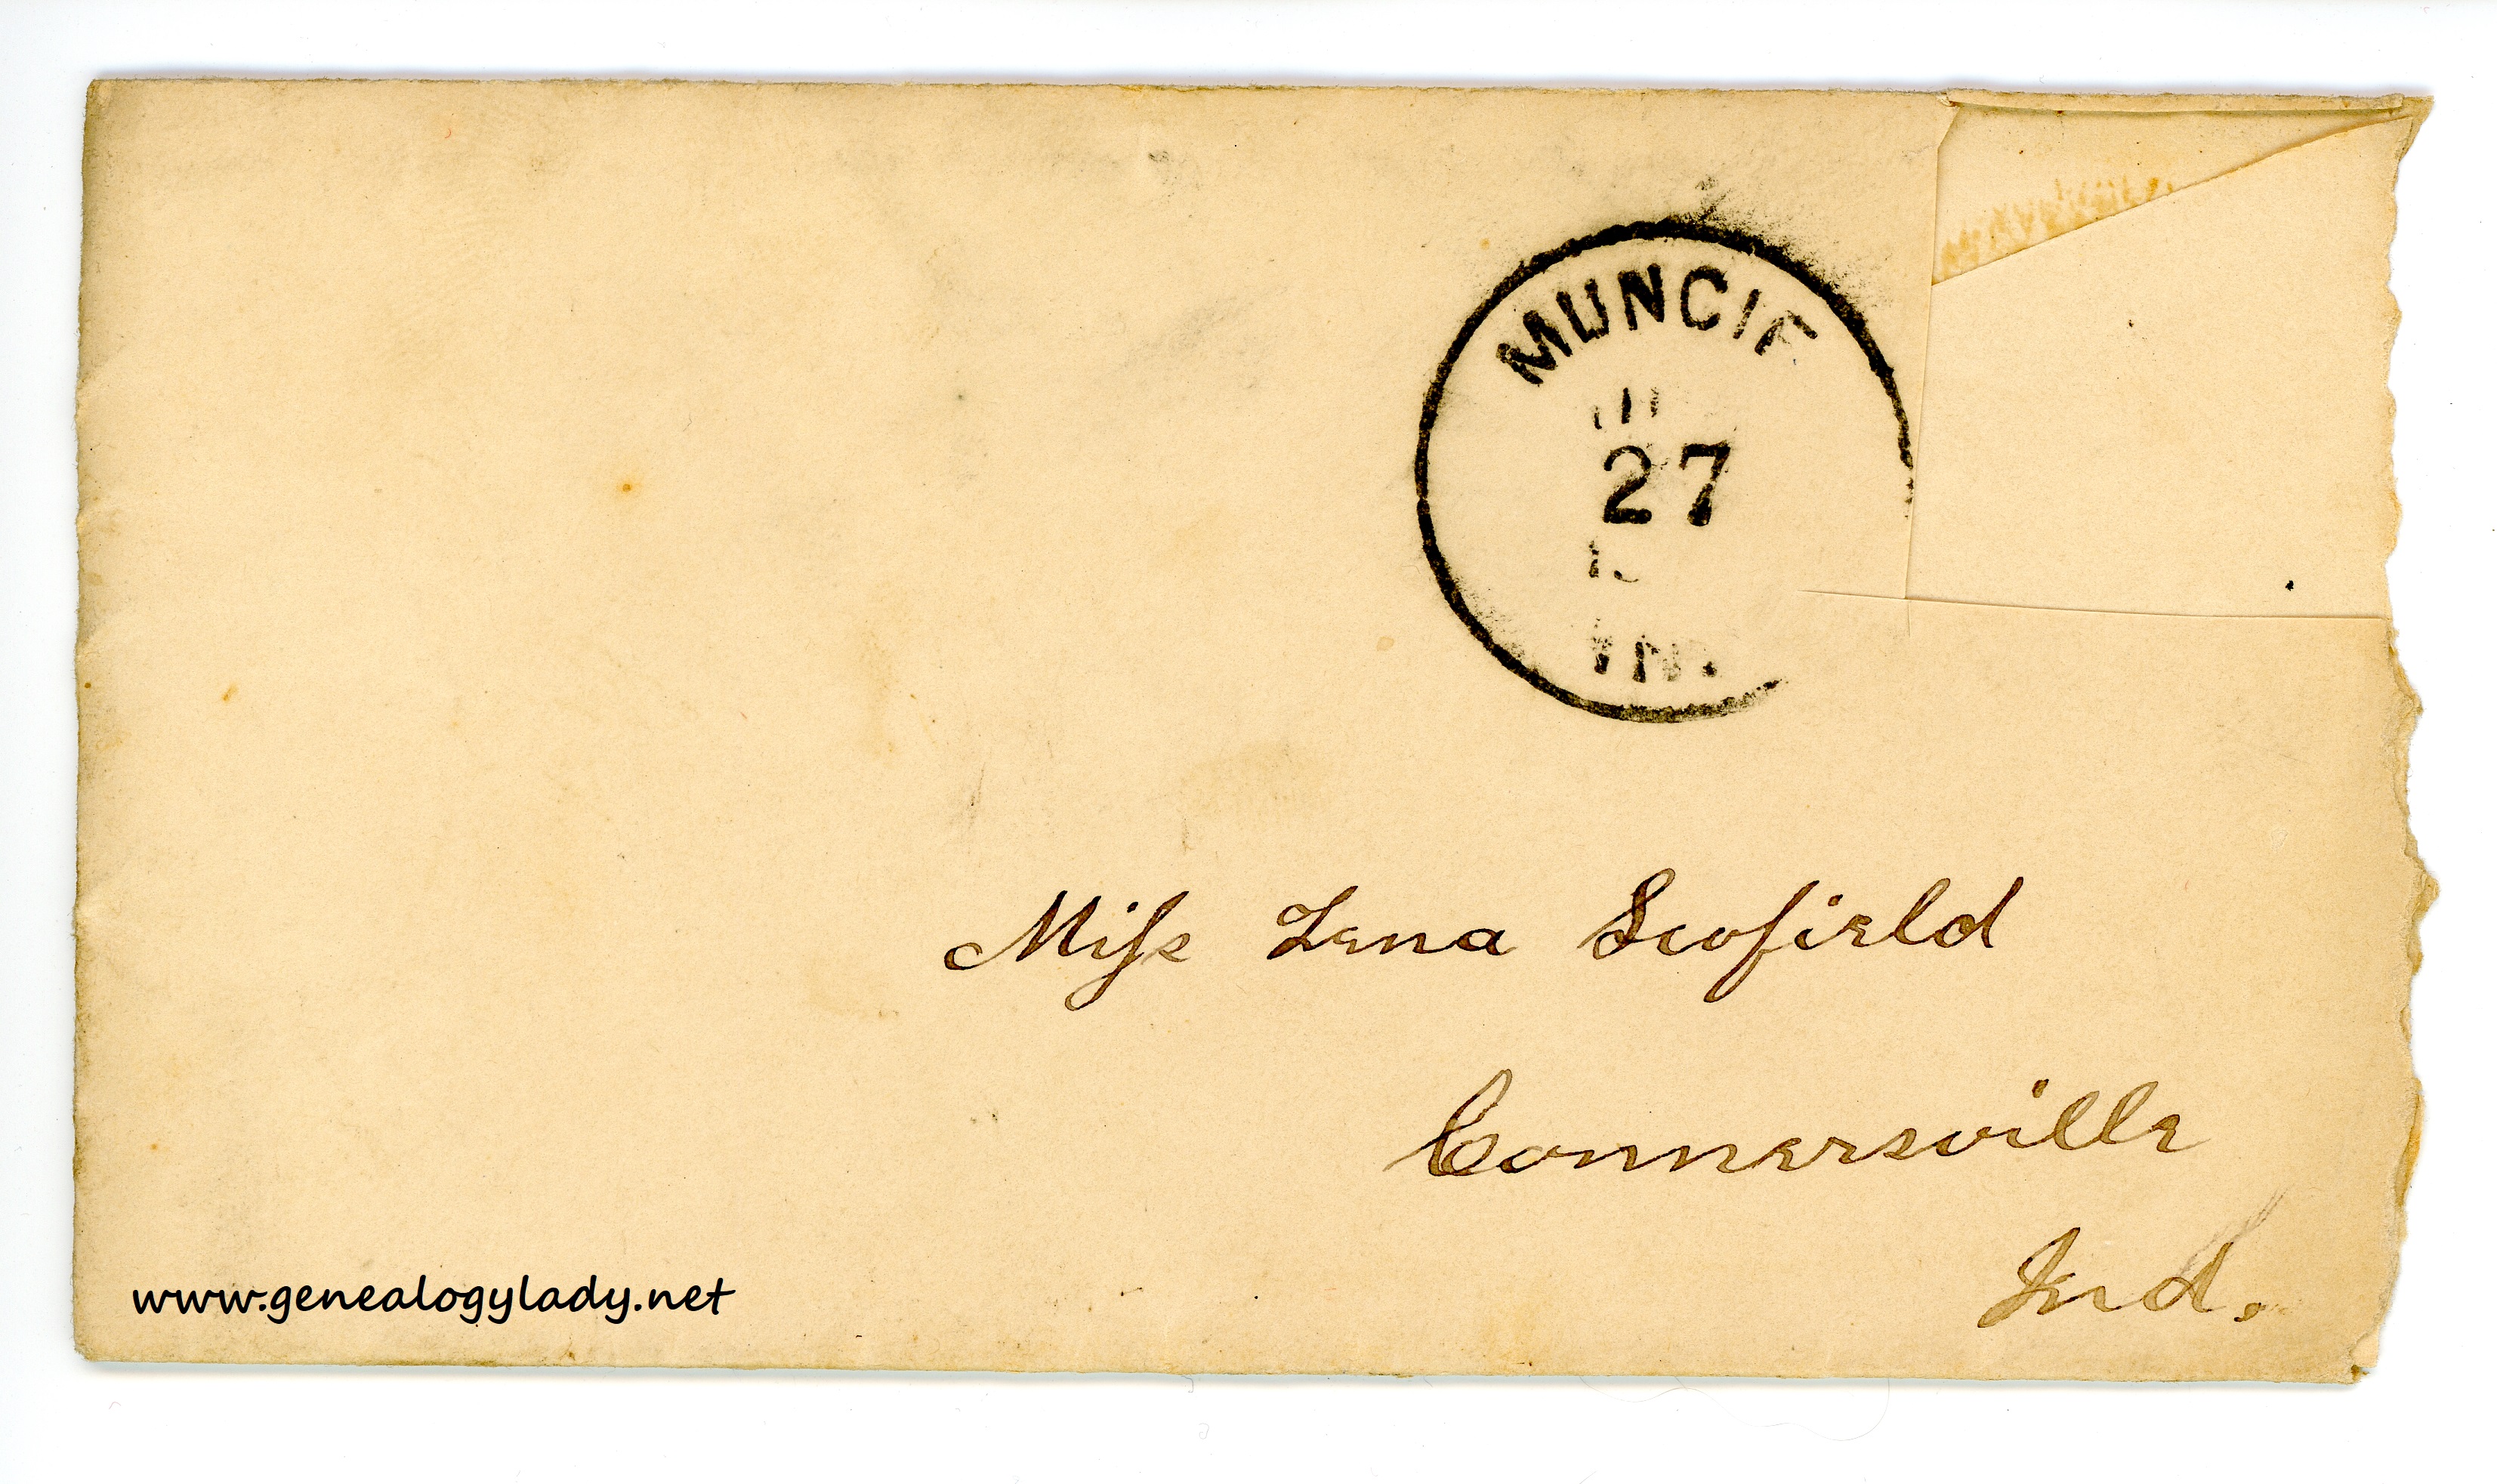 MUNCIE
27
IND.
Miss Lena Scofield
Connersville
Ind.
www.genealogylady.net